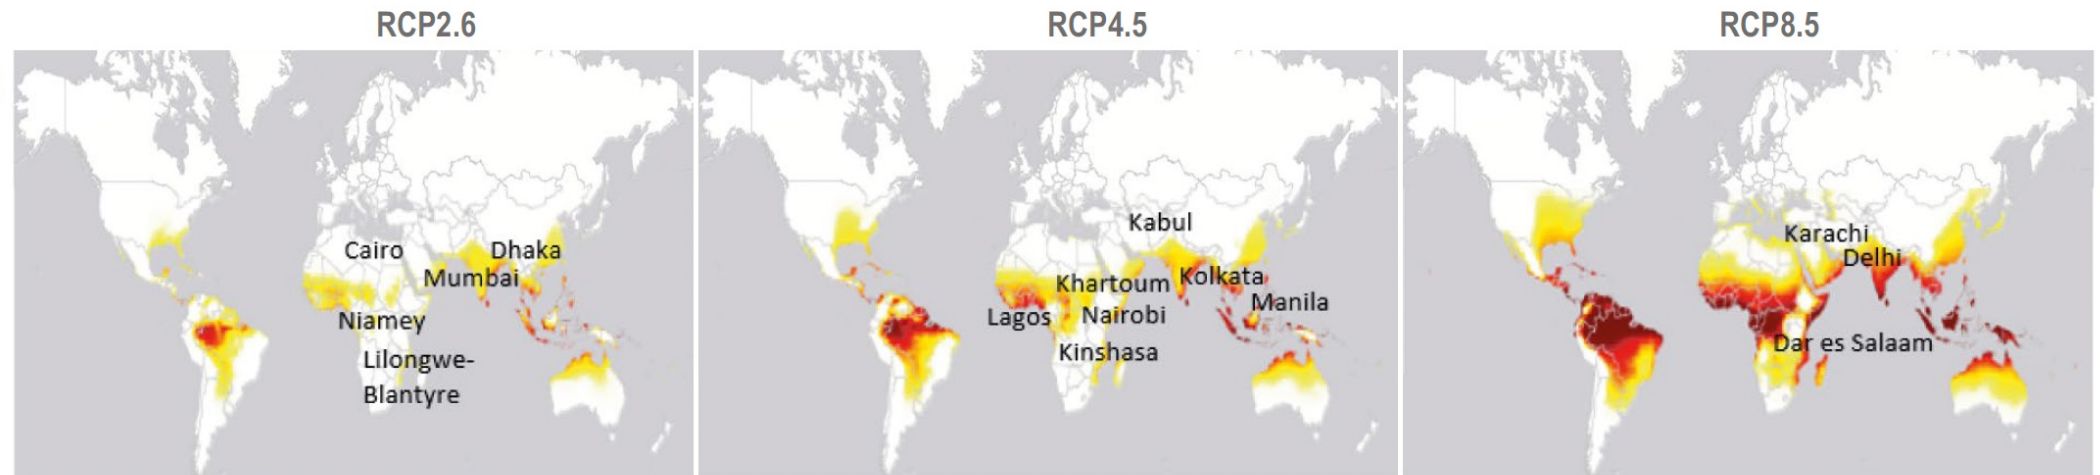 RCP2.6
RCP4.5
RCP8.5
Cairo
Dhaka
Mumbai
Niamey
Lilongwe-
Blantyre
Kabul
Khartoum
Kolkata
Manila
Lagos
Nairobi
Kinshasa
Karachi
Delhi
Dar es Salaam